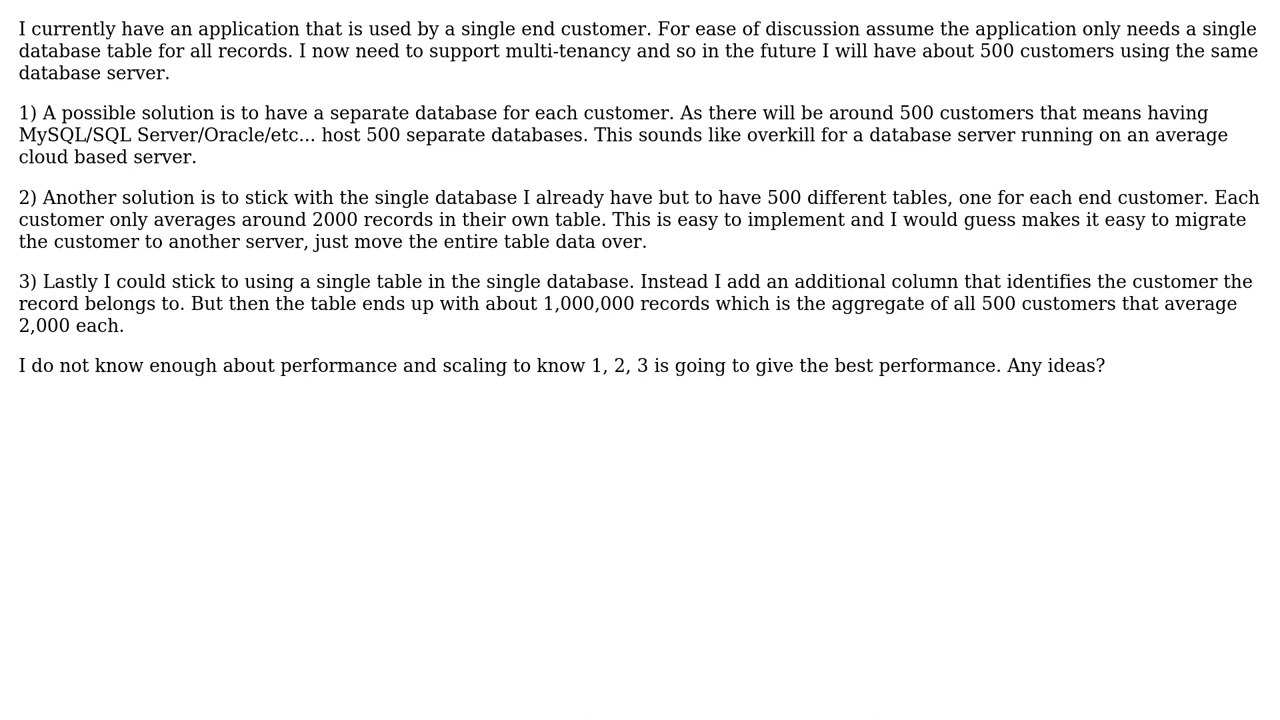 I currently have an application that is used by a single end customer. For ease of discussion assume the application only needs a single
database table for all records. I now need to support multi-tenancy and so in the future I will have about 500 customers using the same
database server.
1) A possible solution is to have a separate database for each customer. As there will be around 500 customers that means having
MySQL/SQL Server/Oracle/etc... host 500 separate databases. This sounds like overkill for a database server running on an average
cloud based server.
2) Another solution is to stick with the single database I already have but to have 500 different tables, one for each end customer. Each
customer only averages around 2000 records in their own table. This is easy to implement and I would guess makes it easy to migrate
the customer to another server, just move the entire table data over.
3) Lastly I could stick to using a single table in the single database. Instead I add an additional column that identifies the customer the
record belongs to. But then the table ends up with about 1,000,000 records which is the aggregate of all 500 customers that average
2,000 each.
I do not know enough about performance and scaling to know 1, 2, 3 is going to give the best performance. Any ideas?